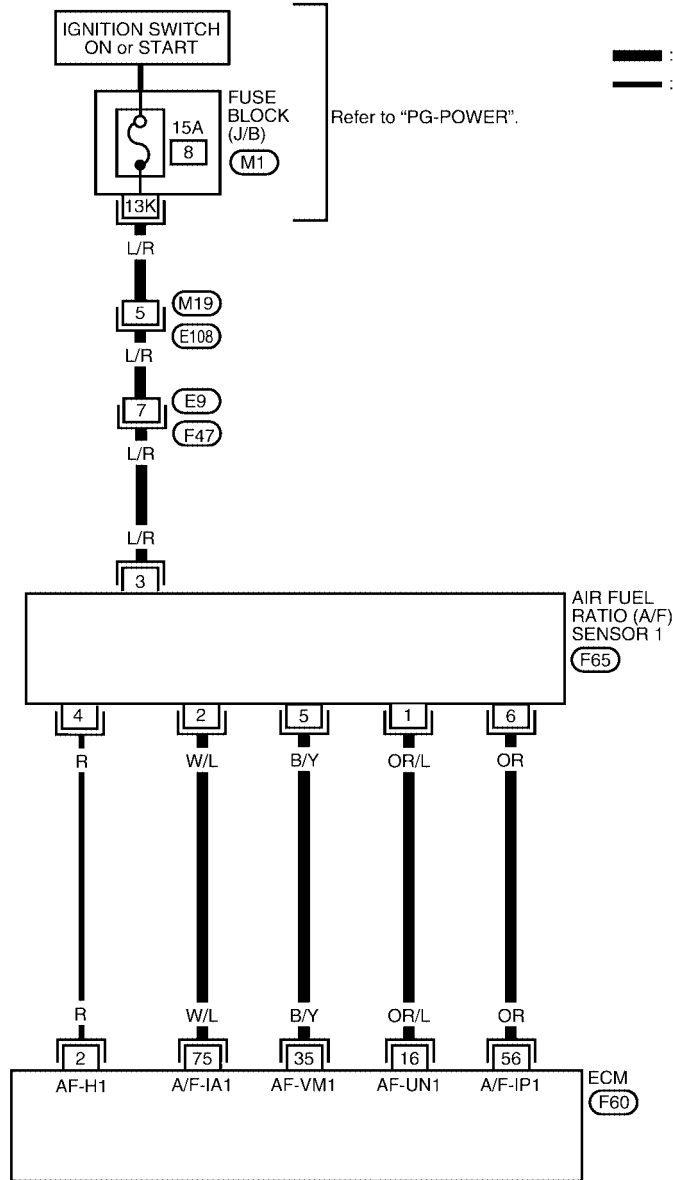 IGNITION SWITCH
ON or START
FUSE
BLOCK
(J/B)
15A
8
M1
Refer to "PG-POWER".
:
:
13K
L/R
5
M19
E108
L/R
7
E9
F47
L/R
L/R
3
AIR FUEL
RATIO (A/F)
SENSOR 1
F65
4 2 5 1 6
R W/L B/Y OR/L OR
R W/L B/Y OR/L OR
2 75 35 16 56
AF-H1 A/F-IA1 AF-VM1 AF-UN1 A/F-IP1
ECM
F60